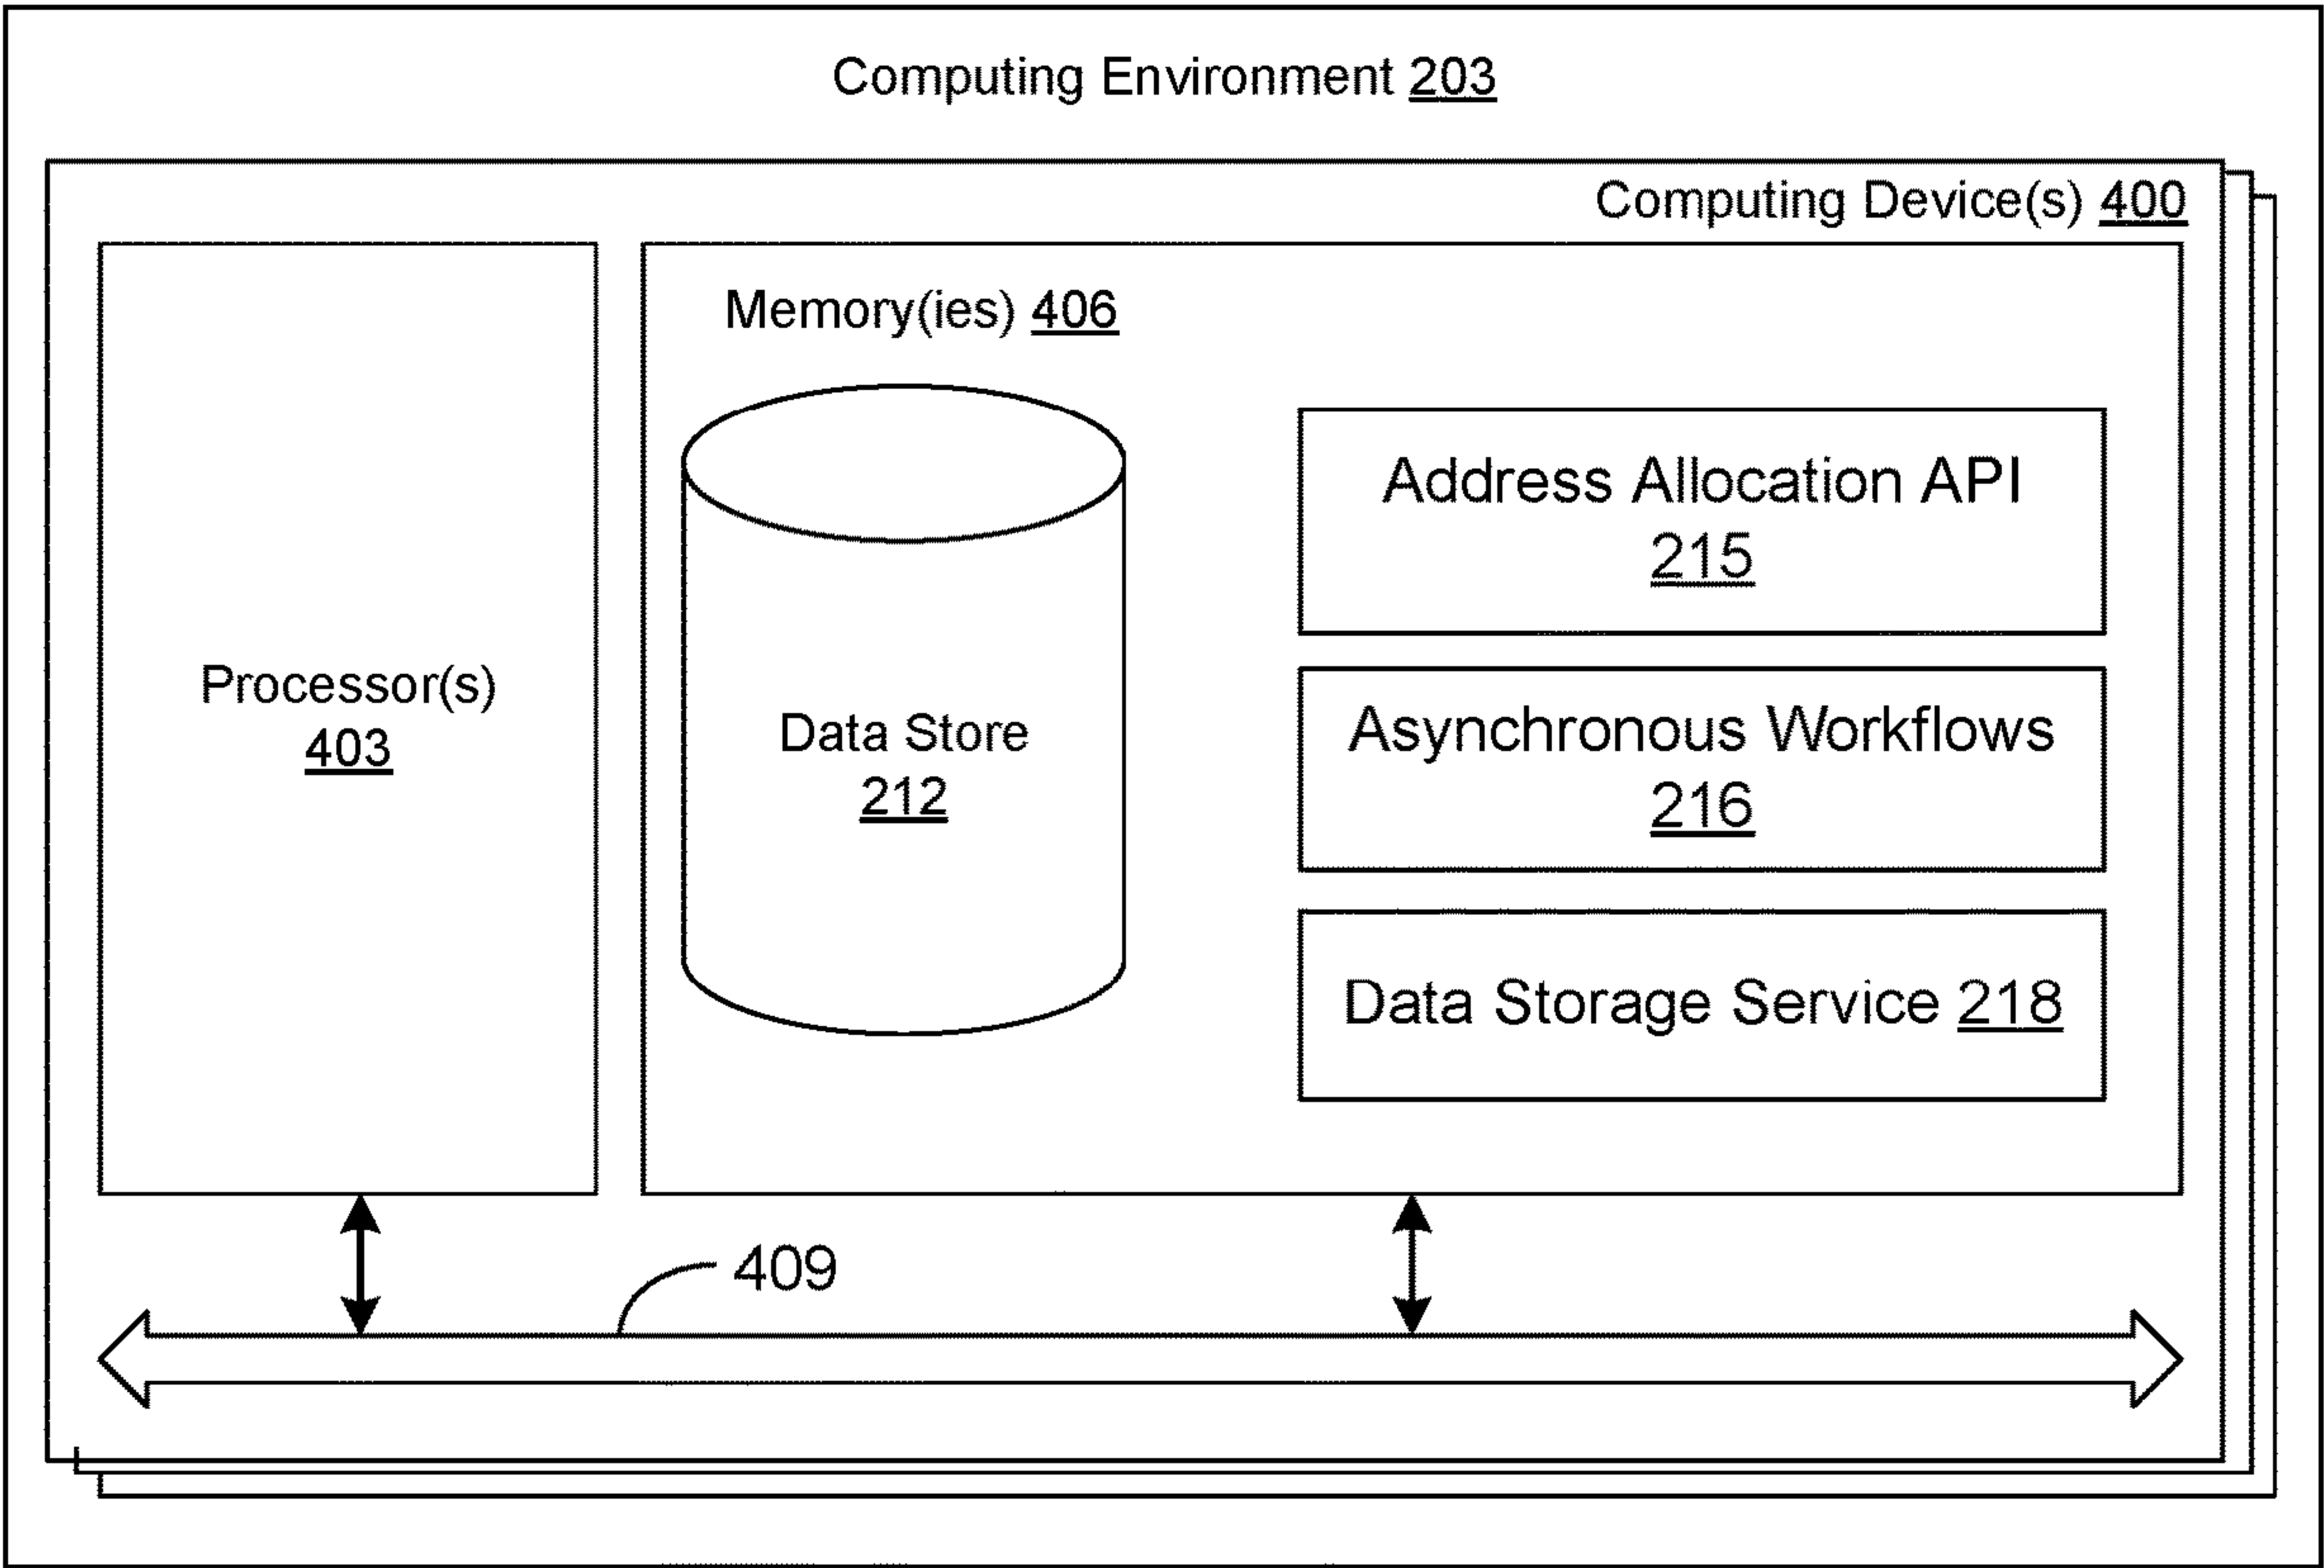 Computing Environment 203
Computing Device(s) 400
Processor(s)
403
Memory(ies) 406
Data Store
212
Address Allocation API
215
Asynchronous Workflows
216
Data Storage Service 218
409